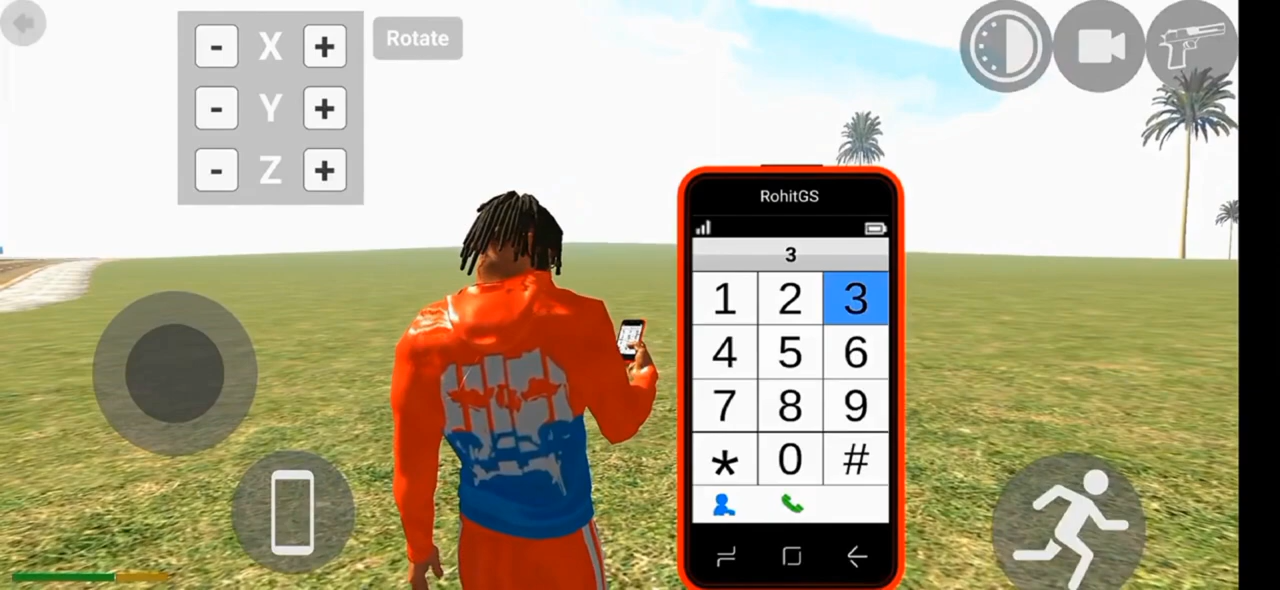 - X +
- Y +
- Z +
Rotate
RohitGS
3
1 2 3
4 5 6
7 8 9
* 0 #